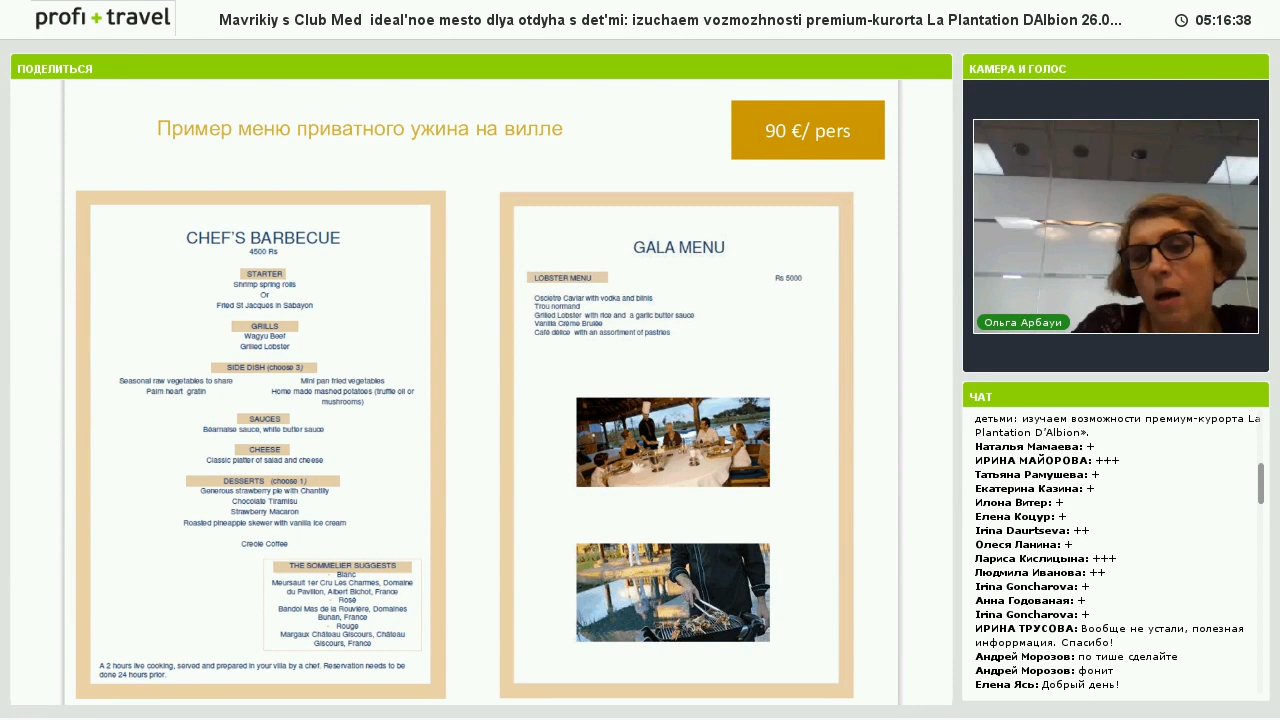 profi + travel
Mavrikiy s Club Med ideal'noe mesto dlya otdyha s det'mi: izuchaem vozmozhnosti premium-kurorta La Plantation DAlbion 26.0...
05:16:38
ПОДЕЛИТЬСЯ
Пример меню приватного ужина на вилле
90 €/ pers
CHEF'S BARBECUE
4500 Rs
STARTER
Shrimp spring rolls
Or
Fried St Jacques in Sabayon
GRILLS
Wagyu Beef
Grilled Lobster
SIDE DISH (choose 3)
Seasonal raw vegetables to share
Palm heart gratin
Mini pan fried vegetables
Home made mashed potatoes (truffle oil or
mushrooms)
SAUCES
Béarnaise sauce, white butter sauce
CHEESE
Classic platter of salad and cheese
DESSERTS (choose 1)
Generous strawberry pie with Chantilly
Chocolate Tiramisu
Strawberry Macaron
Roasted pineapple skewer with vanilla ice cream
Creole Coffee
THE SOMMELIER SUGGESTS
- Blanc
Meursault 1er Cru Les Charmes, Domaine
du Pavillon, Albert Bichot, France
- Rosé
Bandol Mas de la Rouvière, Domaines
Bunan, France
- Rouge
Margaux Château Giscours, Château
Giscours, France
A 2 hours live cooking, served and prepared in your villa by a chef. Reservation needs to be
done 24 hours prior.
GALA MENU
LOBSTER MENU
Rs 5000
Oscietre Caviar with vodka and blinis
Trou normand
Grilled Lobster with rice and a garlic butter sauce
Vanilla Crème Brulée
Café délice with an assortment of pastries
КАМЕРА И ГОЛОС
Ольга Арбауи
ЧАТ
детьми: изучаем возможности премиум-курорта La
Plantation D'Albion».
Наталья Мамаева: +
ИРИНА МАЙОРОВА: +++
Татьяна Рамушева: +
Екатерина Казина: +
Илона Витер: +
Елена Коцур: +
Irina Daurtseva: ++
Олеся Ланина: +
Лариса Кислицына: +++
Людмила Иванова: ++
Irina Goncharova: +
Анна Годованая: +
Irina Goncharova: +
ИРИНА ТРУСОВА: Вообще не устали, полезная
инфоррмация. Спасибо!
Андрей Морозов: по тише сделайте
Андрей Морозов: фонит
Елена Ясь: Добрый день!